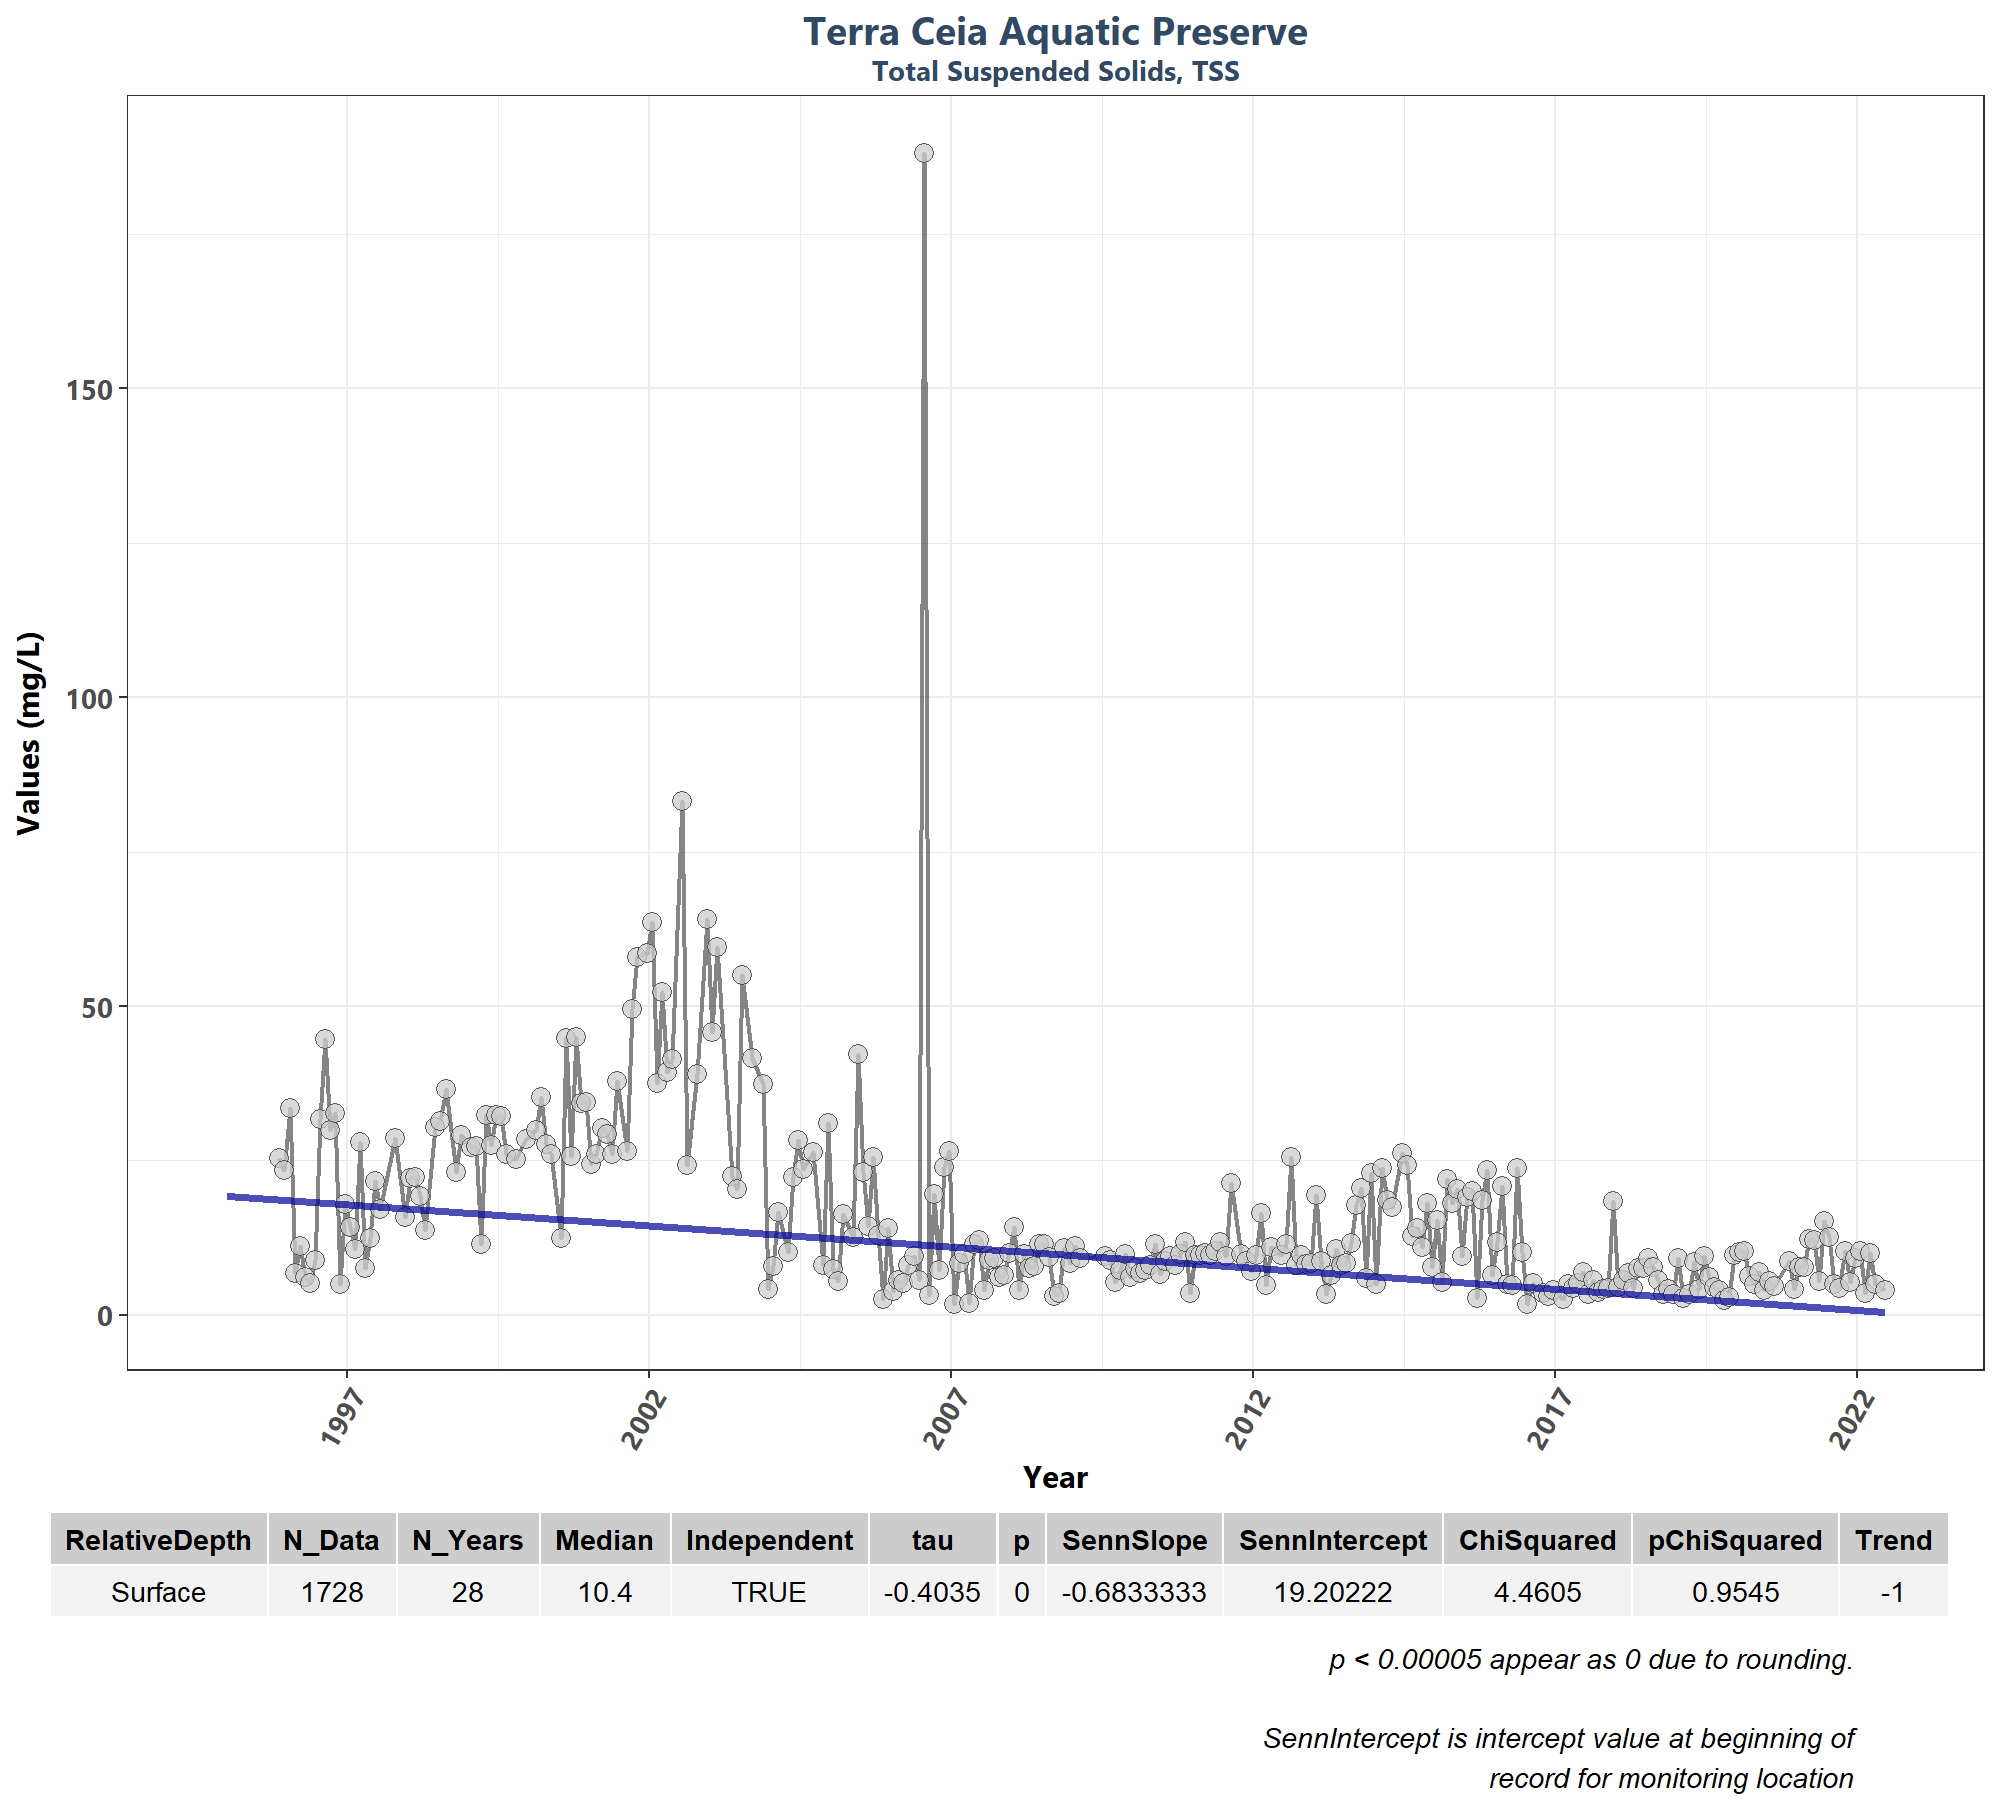 Terra Ceia Aquatic Preserve
Total Suspended Solids, TSS
Values (mg/L)
150
100
50
0
1997
2002
2007
2012
2017
2022
Year
RelativeDepth N_Data N_Years Median Independent tau p SennSlope SennIntercept ChiSquared pChiSquared Trend
Surface 1728 28 10.4 TRUE -0.4035 0 -0.6833333 19.20222 4.4605 0.9545 -1
p < 0.00005 appear as 0 due to rounding.
SennIntercept is intercept value at beginning of
record for monitoring location